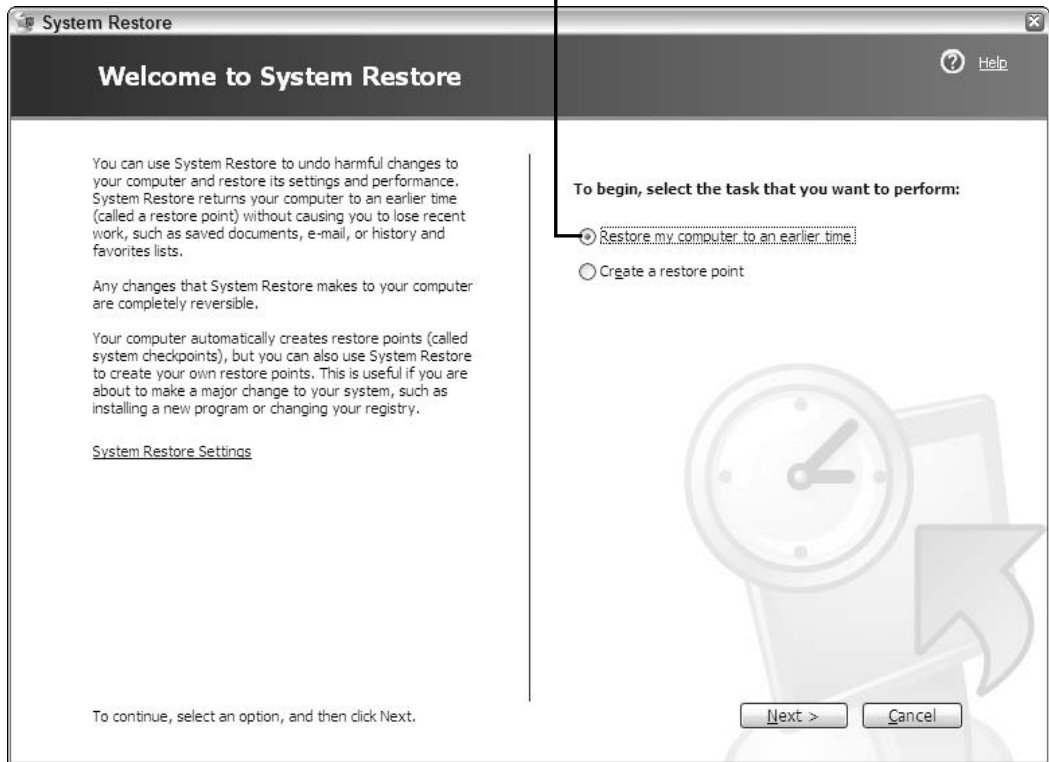 System Restore
Welcome to System Restore
Help
You can use System Restore to undo harmful changes to
your computer and restore its settings and performance.
System Restore returns your computer to an earlier time
(called a restore point) without causing you to lose recent
work, such as saved documents, e-mail, or history and
favorites lists.
Any changes that System Restore makes to your computer
are completely reversible.
Your computer automatically creates restore points (called
system checkpoints), but you can also use System Restore
to create your own restore points. This is useful if you are
about to make a major change to your system, such as
installing a new program or changing your registry.
System Restore Settings
To begin, select the task that you want to perform:
Restore my computer to an earlier time
Create a restore point
To continue, select an option, and then click Next.
Next >
Cancel